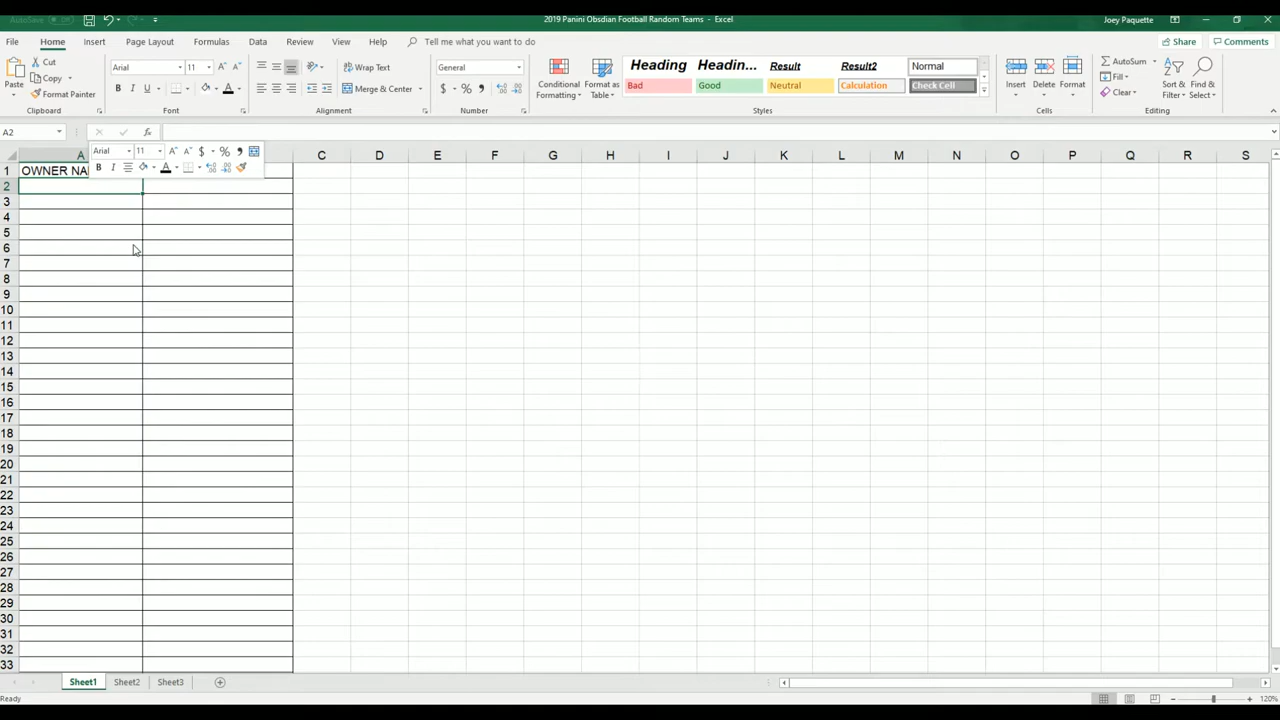 AutoSave Off
2019 Panini Obsdian Football Random Teams - Excel
Joey Paquette
File Home Insert Page Layout Formulas Data Review View Help Tell me what you want to do Share Comments
Paste Cut Copy Format Painter Clipboard
Arial 11 B I U A Font
Wrap Text Merge & Center Alignment
General $ % , Number
Conditional Formatting Format as Table
Heading Headin... Result Result2 Normal
Bad Good Neutral Calculation Check Cell
Styles
Insert Delete Format Cells
AutoSum Fill Clear Sort & Filter Find & Select Editing
A2 fx
Arial 11 A A $ % ,
B I A
A C D E F G H I J K L M N O P Q R S
1 OWNER NA
2
3
4
5
6
7
8
9
10
11
12
13
14
15
16
17
18
19
20
21
22
23
24
25
26
27
28
29
30
31
32
33
Sheet1 Sheet2 Sheet3
Ready 120%